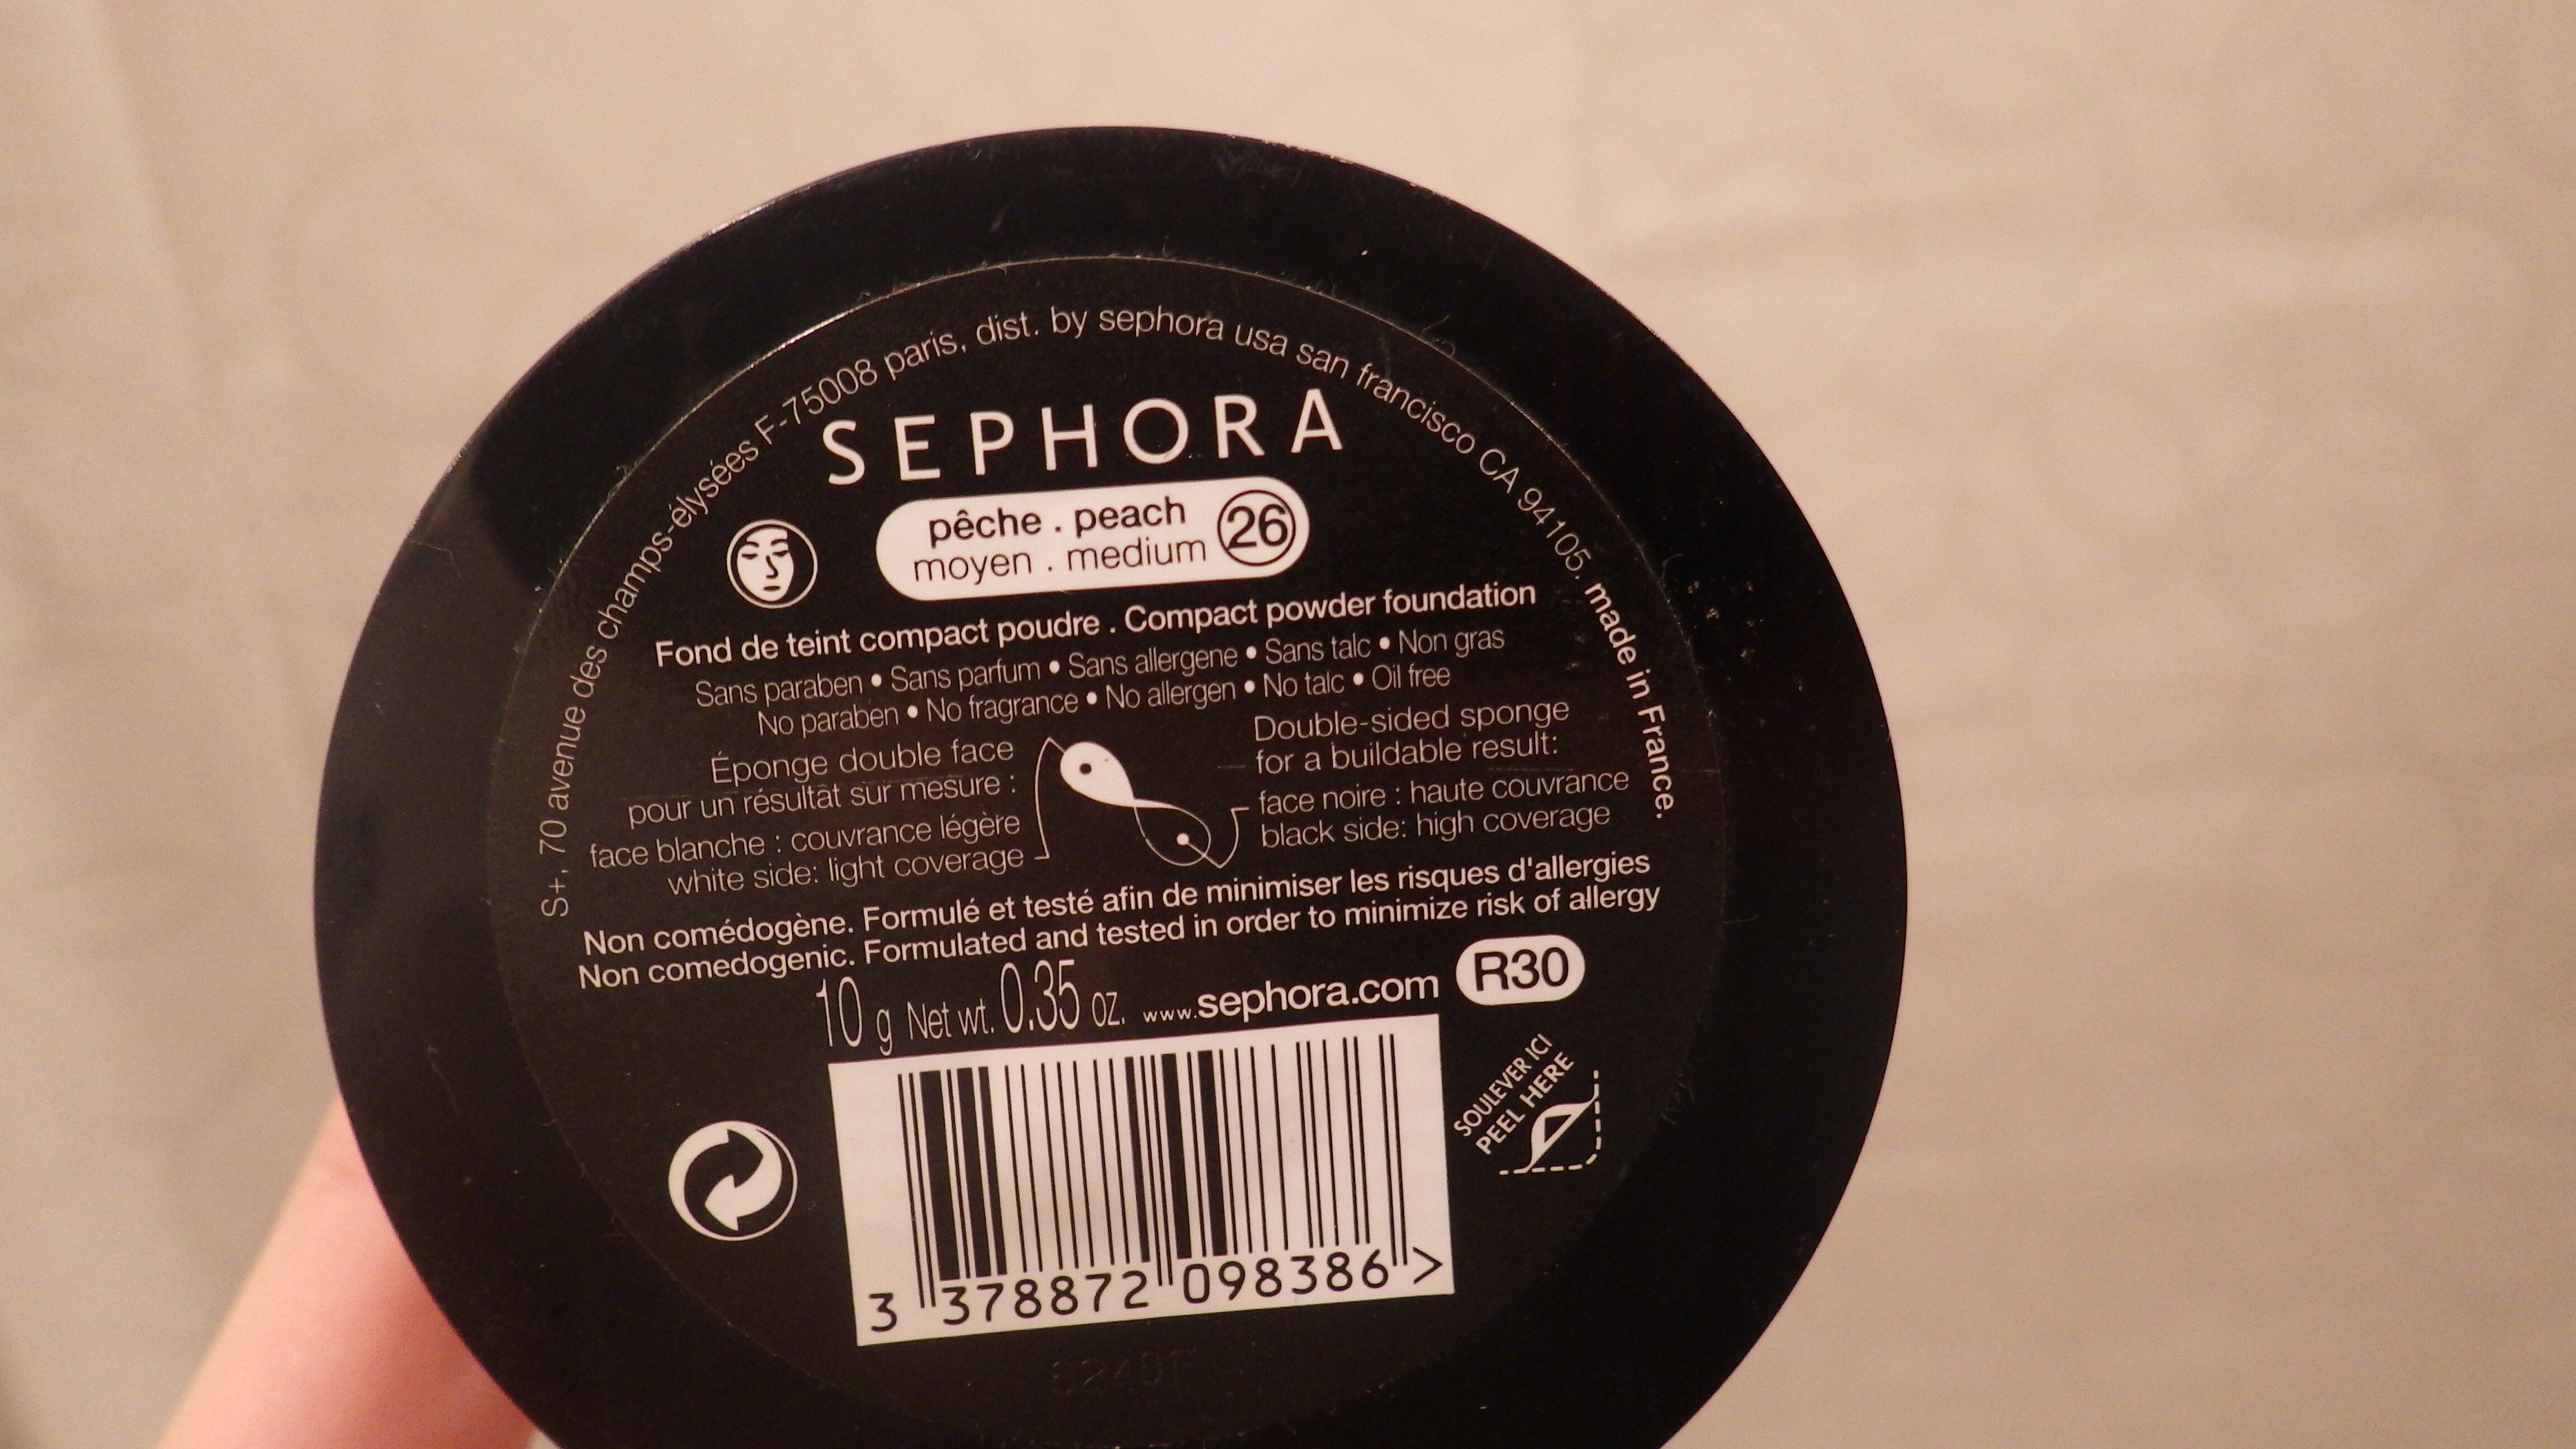 S+, 70 avenue des champs-élysées F-75008 paris, dist. by sephora usa san francisco CA 94105. made in France.
SEPHORA
pêche . peach
moyen . medium
26
Fond de teint compact poudre . Compact powder foundation
Sans paraben • Sans parfum • Sans allergene • Sans talc • Non gras
No paraben • No fragrance • No allergen • No talc • Oil free
Éponge double face
pour un résultat sur mesure :
face blanche : couvrance légère
white side: light coverage
Double-sided sponge
for a buildable result:
face noire : haute couvrance
black side: high coverage
Non comédogène. Formulé et testé afin de minimiser les risques d'allergies
Non comedogenic. Formulated and tested in order to minimize risk of allergy
10 g Net wt. 0.35 oz. www.sephora.com R30
SOULEVER ICI
PEEL HERE
3 378872 098386 >